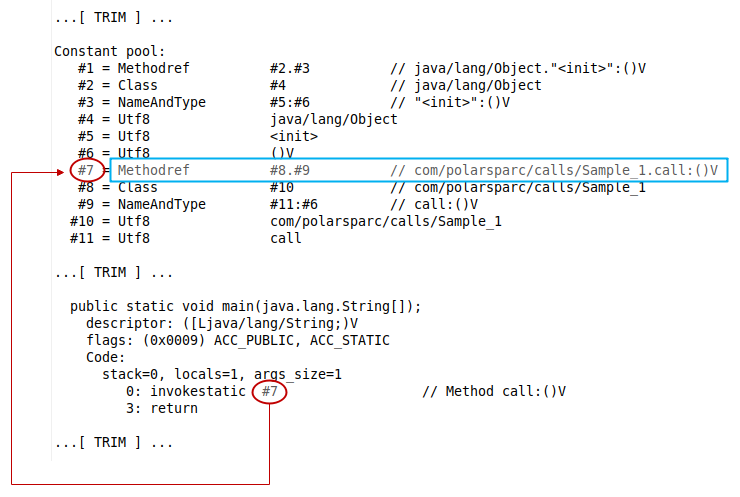 ...[ TRIM ] ...
Constant pool:
#1 = Methodref #2.#3 // java/lang/Object."<init>":()V
#2 = Class #4 // java/lang/Object
#3 = NameAndType #5:#6 // "<init>":()V
#4 = Utf8 java/lang/Object
#5 = Utf8 <init>
#6 = Utf8 ()V
#7 = Methodref #8.#9 // com/polarsparc/calls/Sample_1.call:()V
#8 = Class #10 // com/polarsparc/calls/Sample_1
#9 = NameAndType #11:#6 // call:()V
#10 = Utf8 com/polarsparc/calls/Sample_1
#11 = Utf8 call
...[ TRIM ] ...
public static void main(java.lang.String[]);
descriptor: ([Ljava/lang/String;)V
flags: (0x0009) ACC_PUBLIC, ACC_STATIC
Code:
stack=0, locals=1, args_size=1
0: invokestatic #7 // Method call:()V
3: return
...[ TRIM ] ...